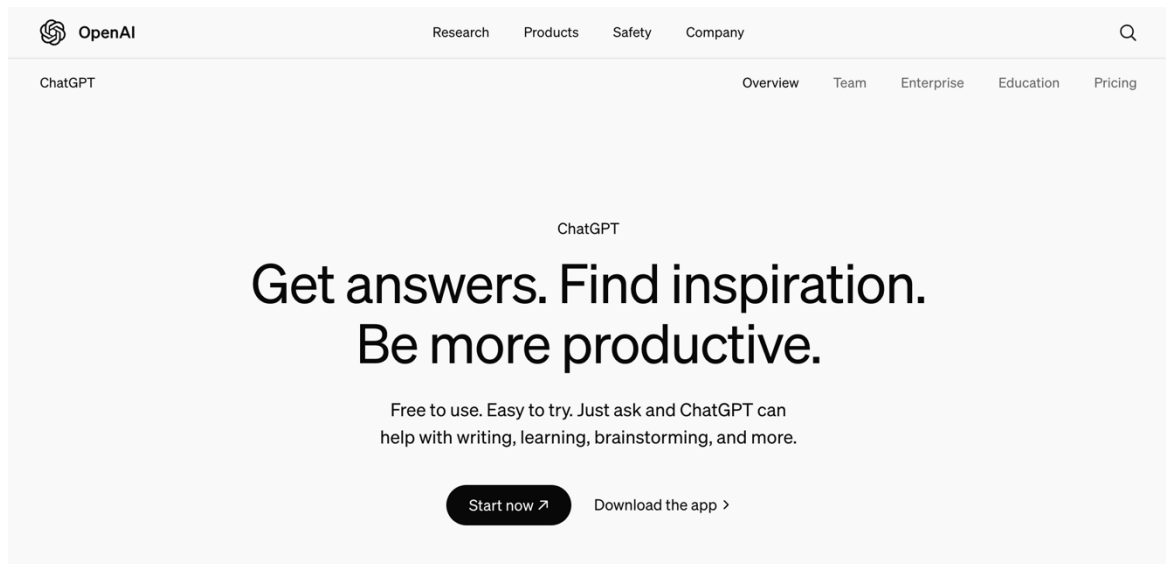 OpenAI
Research Products Safety Company
ChatGPT
Overview Team Enterprise Education Pricing
ChatGPT
Get answers. Find inspiration.
Be more productive.
Free to use. Easy to try. Just ask and ChatGPT can
help with writing, learning, brainstorming, and more.
Start now ↗ Download the app >